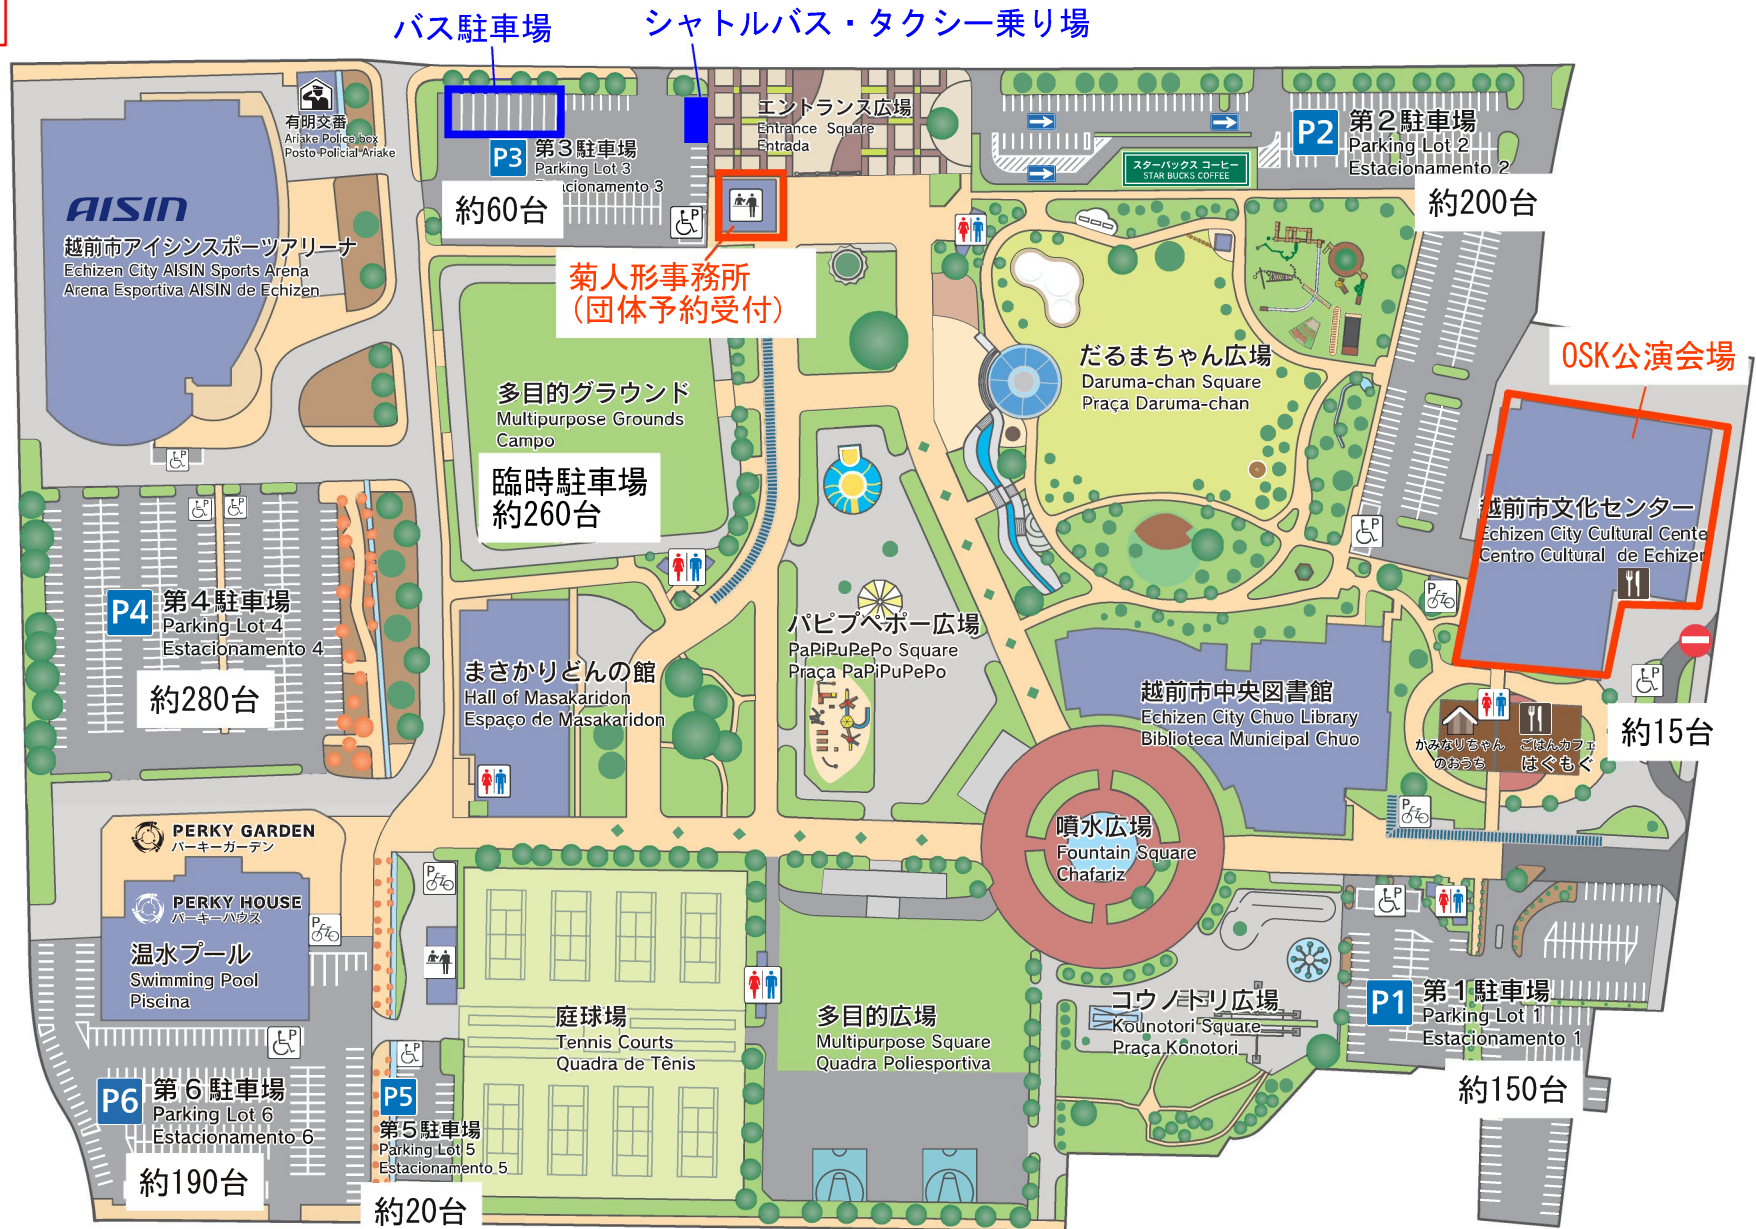 バス駐車場
シャトルバス・タクシー乗り場
有明交番
Ariake Police box
Posto Policial Ariake
P3
第3駐車場
Parking Lot 3
Estacionamento 3
約60台
エントランス広場
Entrance Square
Entrada
スターバックス コーヒー
STAR BUCKS COFFEE
P2
第2駐車場
Parking Lot 2
Estacionamento 2
約200台
AISIN
越前市アイシンスポーツアリーナ
Echizen City AISIN Sports Arena
Arena Esportiva AISIN de Echizen
菊人形事務所
（団体予約受付）
だるまちゃん広場
Daruma-chan Square
Praça Daruma-chan
OSK公演会場
多目的グラウンド
Multipurpose Grounds
Campo
臨時駐車場
約260台
越前市文化センター
Echizen City Cultural Cente
Centro Cultural de Echizen
P4
第4駐車場
Parking Lot 4
Estacionamento 4
約280台
まさかりどんの館
Hall of Masakaridon
Espaço de Masakaridon
パピプペポー広場
PaPiPuPePo Square
Praça PaPiPuPePo
越前市中央図書館
Echizen City Chuo Library
Biblioteca Municipal Chuo
かみなりちゃん
のおうち
ごはんカフェ
はぐもぐ
約15台
PERKY GARDEN
パーキーガーデン
PERKY HOUSE
パーキーハウス
温水プール
Swimming Pool
Piscina
噴水広場
Fountain Square
Chafariz
庭球場
Tennis Courts
Quadra de Tênis
多目的広場
Multipurpose Square
Quadra Poliesportiva
コウノトリ広場
Kounotori Square
Praça Konotori
P1
第1駐車場
Parking Lot 1
Estacionamento 1
約150台
P6
第6駐車場
Parking Lot 6
Estacionamento 6
約190台
P5
第5駐車場
Parking Lot 5
Estacionamento 5
約20台